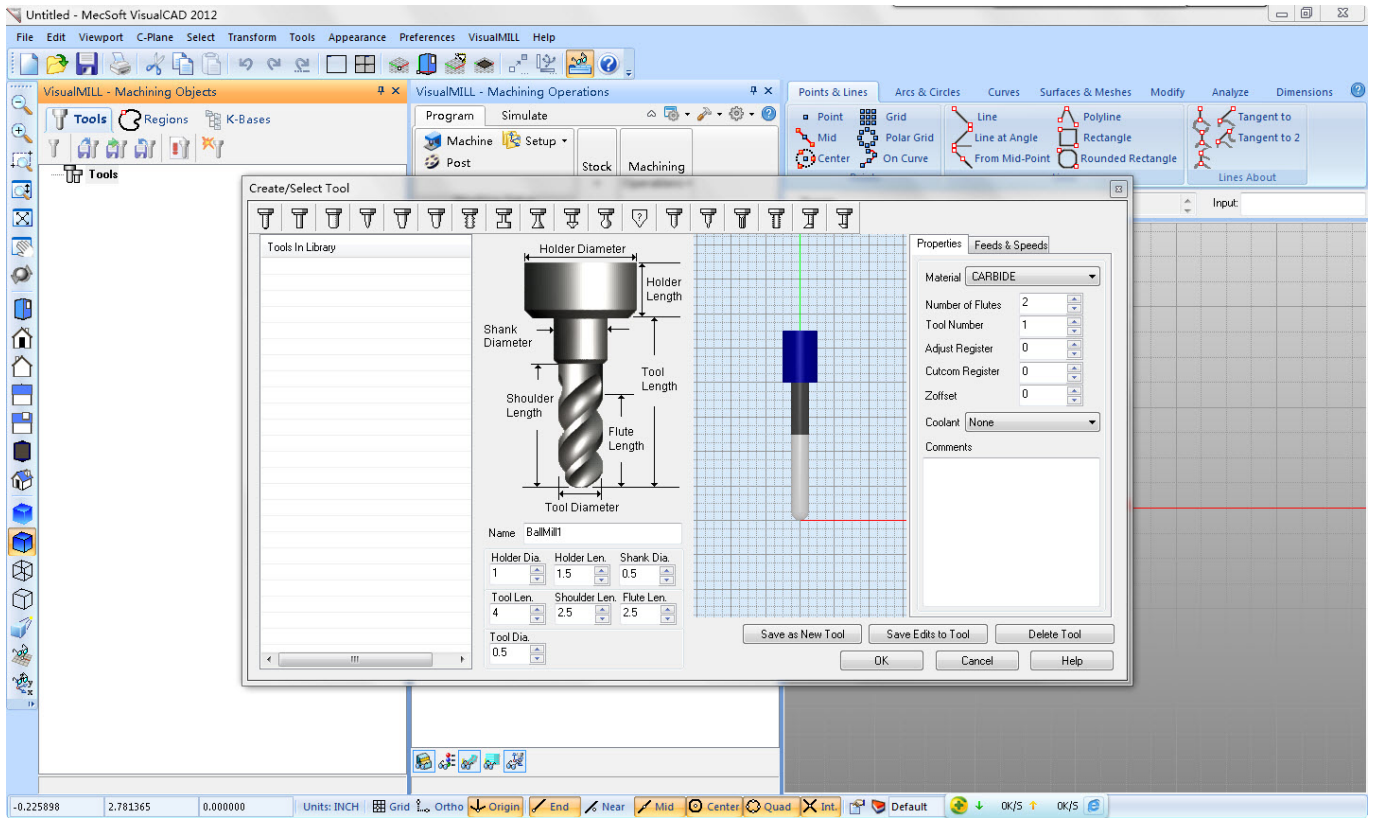 Untitled - MecSoft VisualCAD 2012
File Edit Viewport C-Plane Select Transform Tools Appearance Preferences VisualMILL Help
VisualMILL - Machining Objects
VisualMILL - Machining Operations
Points & Lines Arcs & Circles Curves Surfaces & Meshes Modify Analyze Dimensions
Tools Regions K-Bases
Program Simulate
Point Grid Line Polyline Tangent to
Machine Setup
Mid Polar Grid Line at Angle Rectangle Tangent to 2
Post Stock Machining
Center On Curve From Mid-Point Rounded Rectangle
Tools
Lines About
Create/Select Tool
Input:
Tools In Library
Holder Diameter
Holder
Length
Shank
Diameter
Tool
Length
Shoulder
Length
Flute
Length
Tool Diameter
Name BallMill1
Holder Dia. Holder Len. Shank Dia.
1 1.5 0.5
Tool Len. Shoulder Len. Flute Len.
4 2.5 2.5
Tool Dia.
0.5
Properties Feeds & Speeds
Material CARBIDE
Number of Flutes 2
Tool Number 1
Adjust Register 0
Cutcom Register 0
Zoffset 0
Coolant None
Comments
Save as New Tool Save Edits to Tool Delete Tool
OK Cancel Help
-0.225898 2.781365 0.000000 Units: INCH Grid Ortho Origin End Near Mid Center Quad Int. Default 0K/S 0K/S